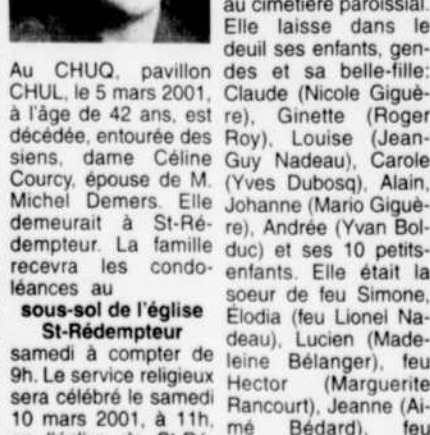 Au CHUQ, pavillon
CHUL, le 5 mars 2001,
à l'âge de 42 ans, est
décédée, entourée des
siens, dame Céline
Courcy, épouse de M.
Michel Demers. Elle
demeurait à St-Ré-
dempteur. La famille
recevra les condo-
léances au
sous-sol de l'église
St-Rédempteur
samedi à compter de
9h. Le service religieux
sera célébré le samedi
10 mars 2001, à 11h,
au cimetière paroissial.
Elle laisse dans le
deuil ses enfants, gen-
des et sa belle-fille:
Claude (Nicole Giguè-
re), Ginette (Roger
Roy), Louise (Jean-
Guy Nadeau), Carole
(Yves Dubosq), Alain,
Johanne (Mario Giguè-
re), Andrée (Yvan Bol-
duc) et ses 10 petits-
enfants. Elle était la
soeur de feu Simone,
Élodia (feu Lionel Na-
deau), Lucien (Made-
leine Bélanger), feu
Hector (Marguerite
Rancourt), Jeanne (Ai-
mé Bédard), feu